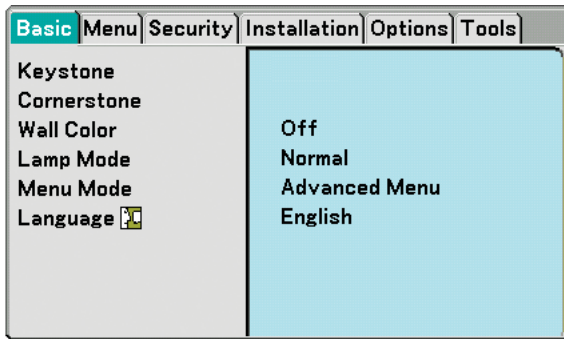 Basic Menu Security Installation Options Tools
Keystone
Cornerstone
Wall Color Off
Lamp Mode Normal
Menu Mode Advanced Menu
Language English